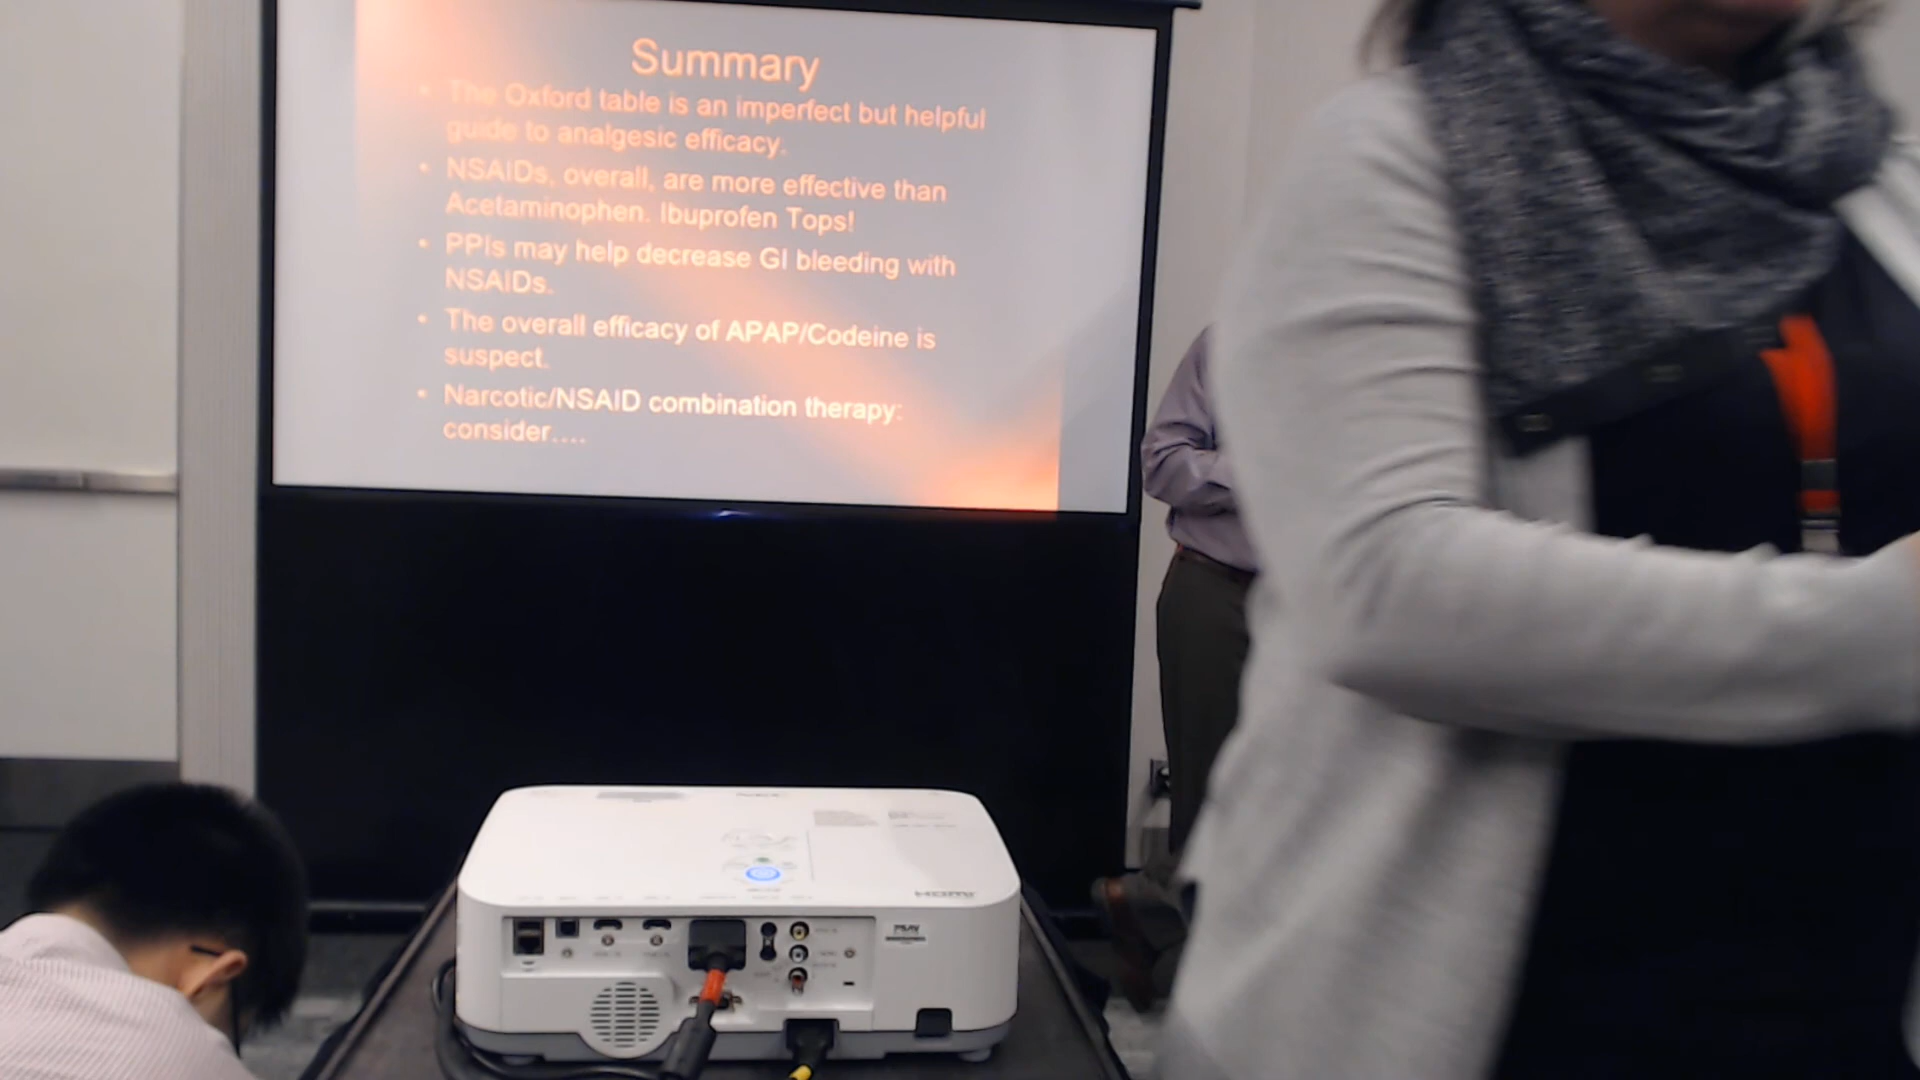 Summary
• The Oxford table is an imperfect but helpful
guide to analgesic efficacy.
• NSAIDs, overall, are more effective than
Acetaminophen. Ibuprofen Tops!
• PPIs may help decrease GI bleeding with
NSAIDs.
• The overall efficacy of APAP/Codeine is
suspect.
• Narcotic/NSAID combination therapy:
consider....
HDMI